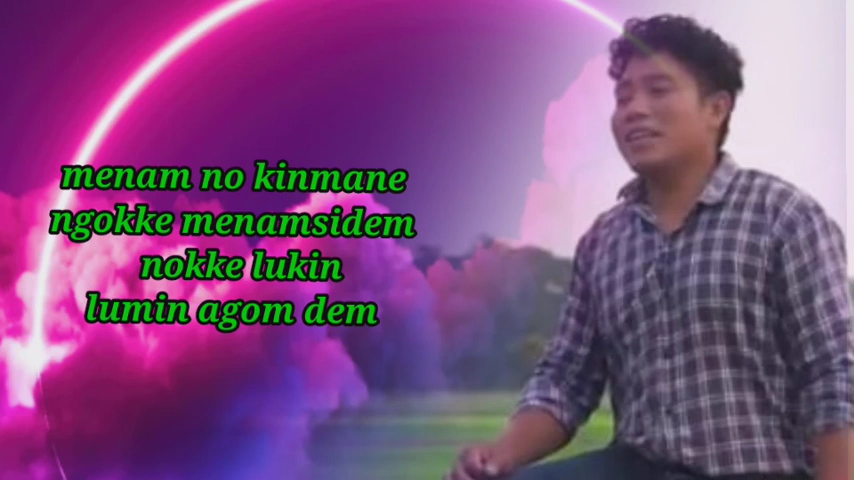 menam no kinmane
ngokke menamsidem
nokke lukin
lumin agom dem